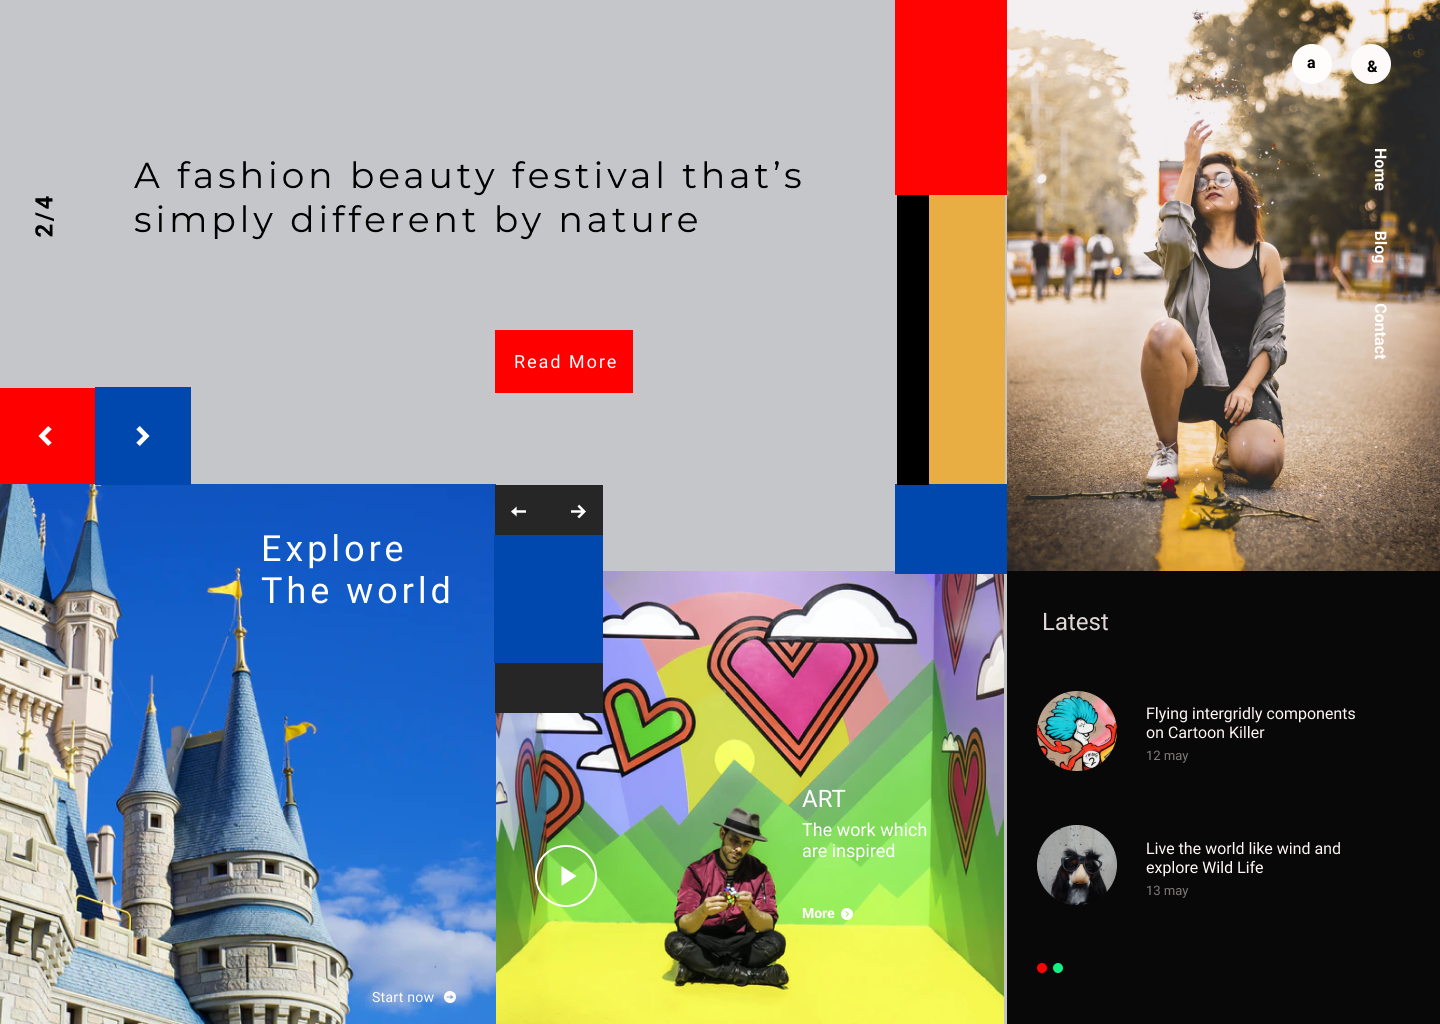 2/4
A fashion beauty festival that’s
simply different by nature
Read More
a
&
Home
Blog
Contact
Explore
The world
Start now
ART
The work which
are inspired
More
Latest
Flying intergridly components
on Cartoon Killer
12 may
Live the world like wind and
explore Wild Life
13 may